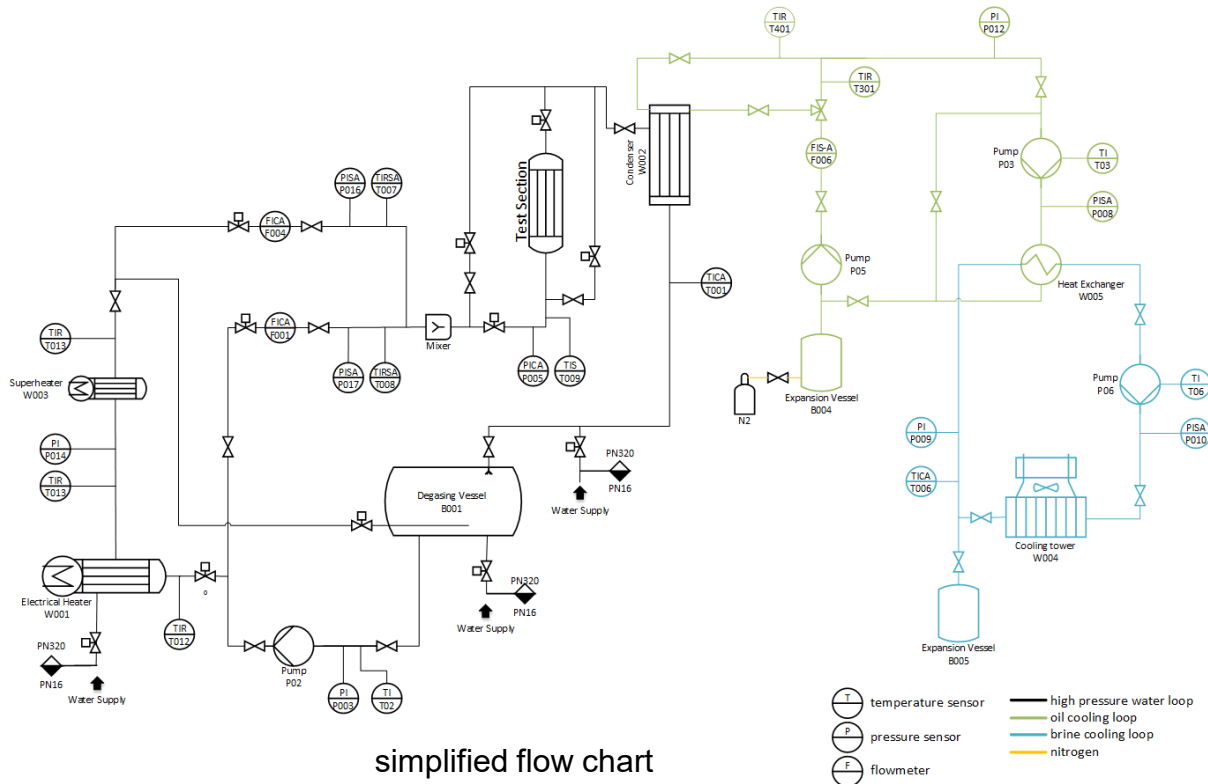 TIR
T401
PI
P012
TIR
T301
FIS-A
F006
Pump
P03
TI
T03
PISA
P008
Pump
P05
Heat Exchanger
W005
Condenser
W002
Test Section
PISA
P016
TIRSA
T007
FICA
F004
TICA
T001
FICA
F001
Mixer
PISA
P017
TIRSA
T008
PICA
P005
TIS
T009
TIR
T013
Superheater
W003
PI
P014
TIR
T013
Electrical Heater
W001
TIR
T012
o
PN320
PN16
Water Supply
Pump
P02
PI
P003
TI
T02
Degasing Vessel
B001
PN320
PN16
Water Supply
PN320
PN16
Water Supply
N2
Expansion Vessel
B004
Pump
P06
TI
T06
PISA
P010
PI
P009
TICA
T006
Cooling tower
W004
Expansion Vessel
B005
T
temperature sensor
P
pressure sensor
F
flowmeter
high pressure water loop
oil cooling loop
brine cooling loop
nitrogen
simplified flow chart